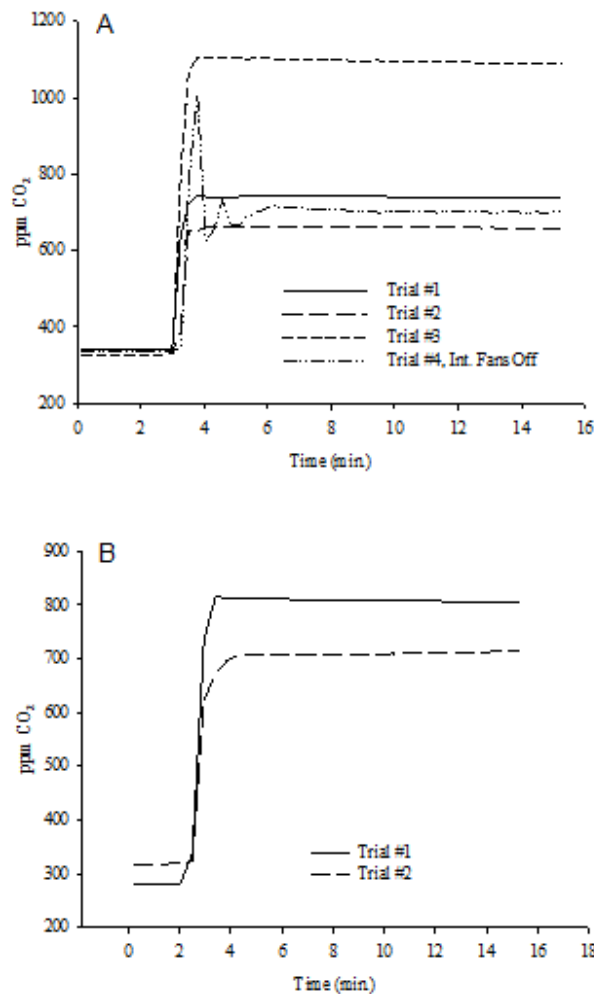 A
1200
1000
800
600
400
200
ppm CO₂
Trial #1
Trial #2
Trial #3
Trial #4, Int. Fans Off
0 2 4 6 8 10 12 14 16
Time (min.)
B
900
800
700
600
500
400
300
200
ppm CO₂
Trial #1
Trial #2
0 2 4 6 8 10 12 14 16 18
Time (min.)